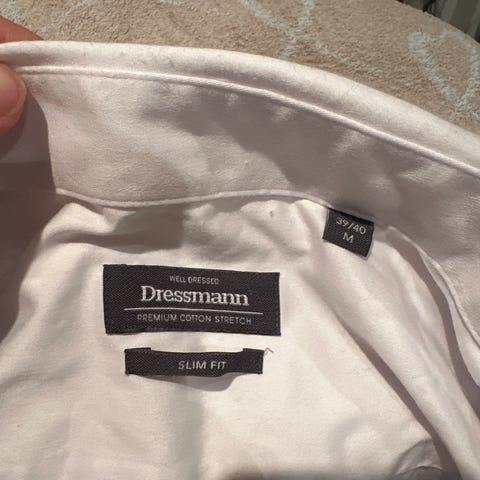 39/40
M
WELL DRESSED
Dressmann
PREMIUM COTTON STRETCH
SLIM FIT